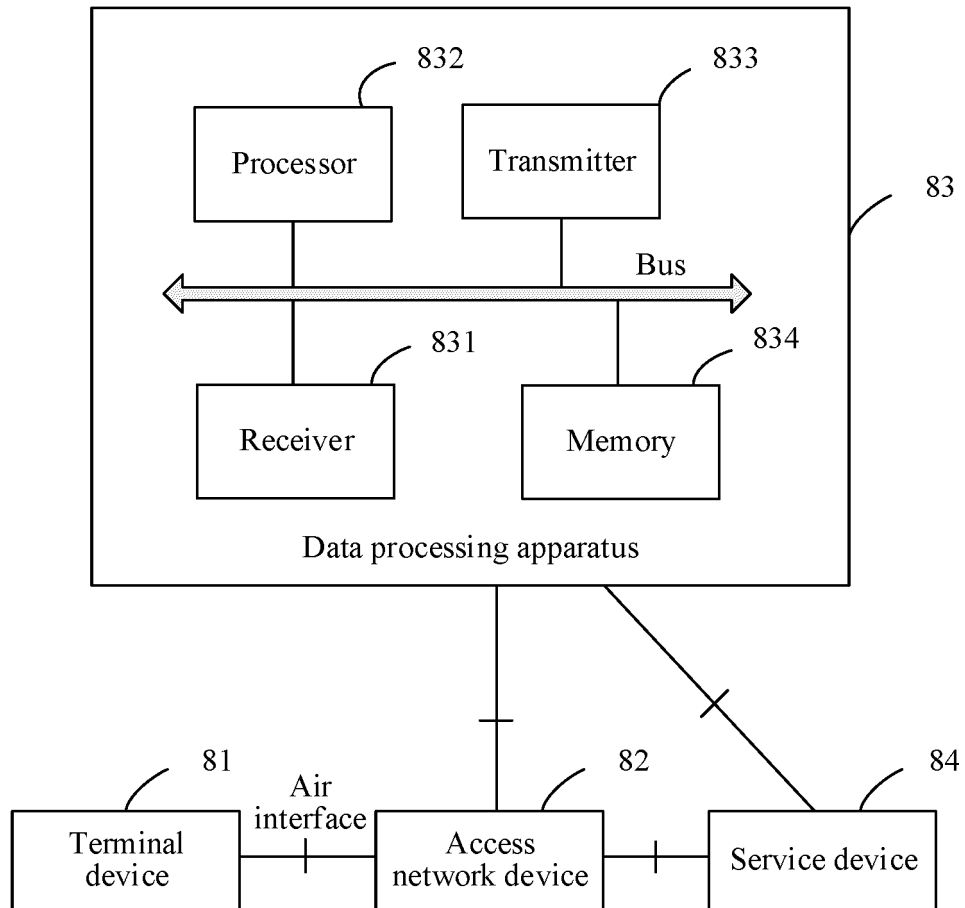 832
833
Processor
Transmitter
83
Bus
831
834
Receiver
Memory
Data processing apparatus
81
82
84
Air
interface
Terminal
device
Access
network device
Service device